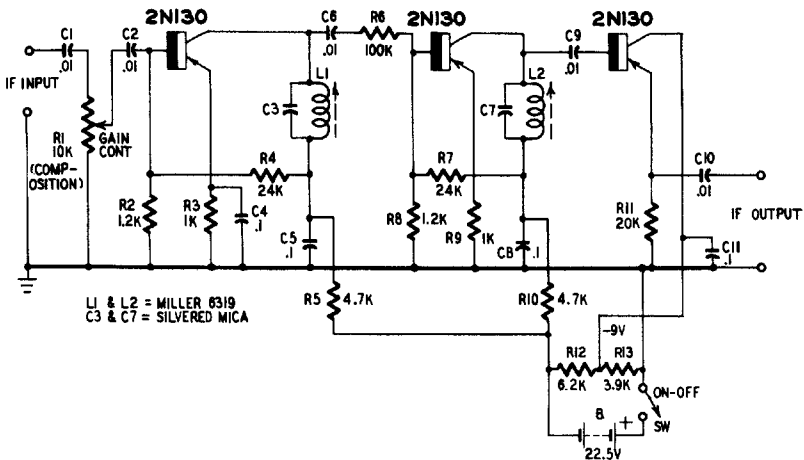 2N130
2N130
2N130
C1
.01
C2
.01
C6
.01
R6
100K
C9
.01
IF INPUT
R1
10K
(COMP-
OSITION)
GAIN
CONT
C3
L1
C7
L2
R4
24K
R7
24K
C10
.01
R2
1.2K
R3
1K
C4
.1
C5
.1
R8
1.2K
R9
1K
C8
.1
R11
20K
IF OUTPUT
C11
.1
L1 & L2 = MILLER 6319
C3 & C7 = SILVERED MICA
R5
4.7K
R10
4.7K
-9V
R12
6.2K
R13
3.9K
ON-OFF
SW
B
+
22.5V